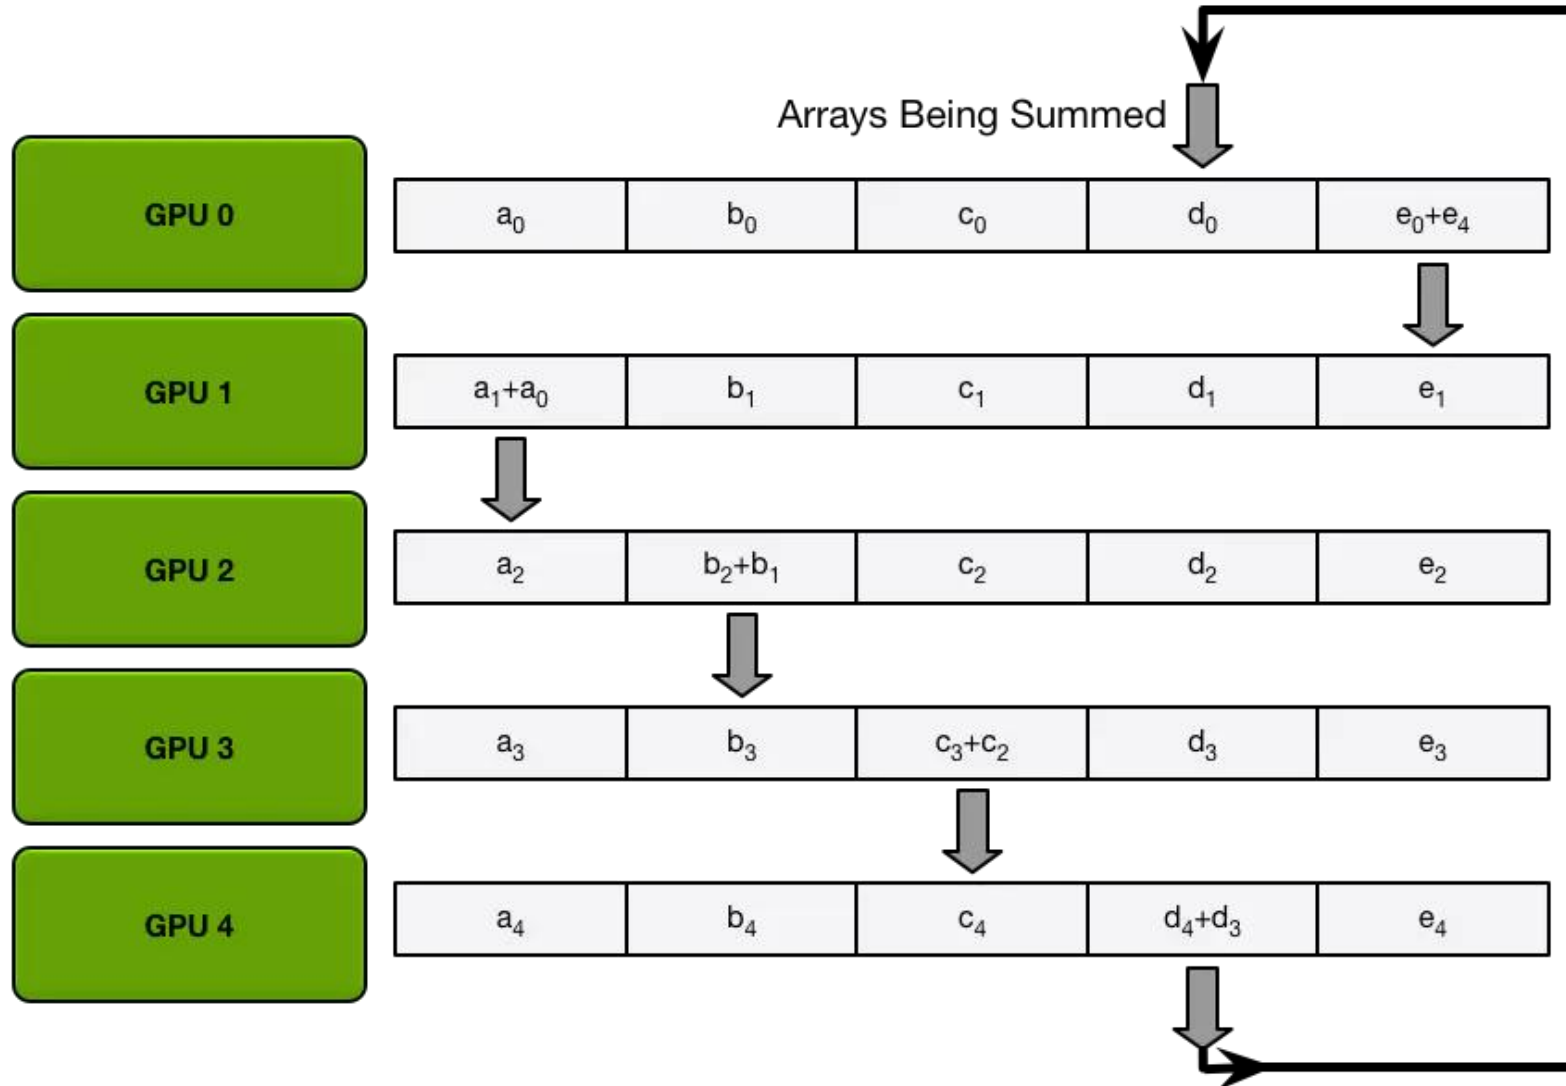 Arrays Being Summed
GPU 0 a₀ b₀ c₀ d₀ e₀+e₄
GPU 1 a₁+a₀ b₁ c₁ d₁ e₁
GPU 2 a₂ b₂+b₁ c₂ d₂ e₂
GPU 3 a₃ b₃ c₃+c₂ d₃ e₃
GPU 4 a₄ b₄ c₄ d₄+d₃ e₄